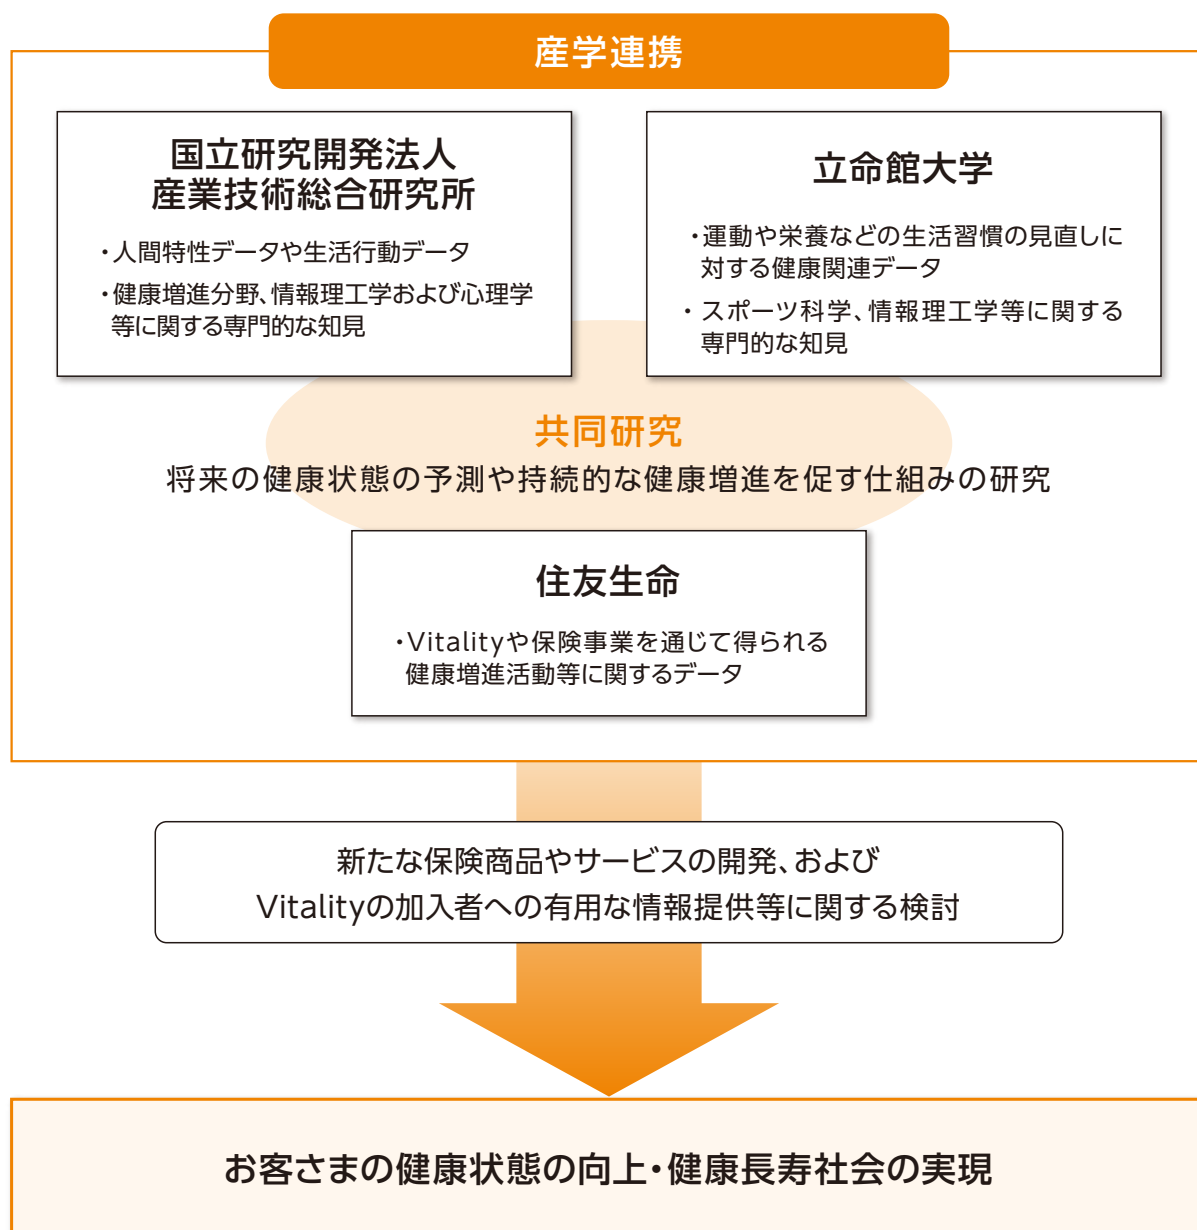 産学連携
国立研究開発法人
産業技術総合研究所
・人間特性データや生活行動データ
・健康増進分野、情報理工学および心理学
等に関する専門的な知見
立命館大学
・運動や栄養などの生活習慣の見直しに
対する健康関連データ
・スポーツ科学、情報理工学等に関する
専門的な知見
共同研究
将来の健康状態の予測や持続的な健康増進を促す仕組みの研究
住友生命
・Vitalityや保険事業を通じて得られる
健康増進活動等に関するデータ
新たな保険商品やサービスの開発、および
Vitalityの加入者への有用な情報提供等に関する検討
お客さまの健康状態の向上・健康長寿社会の実現